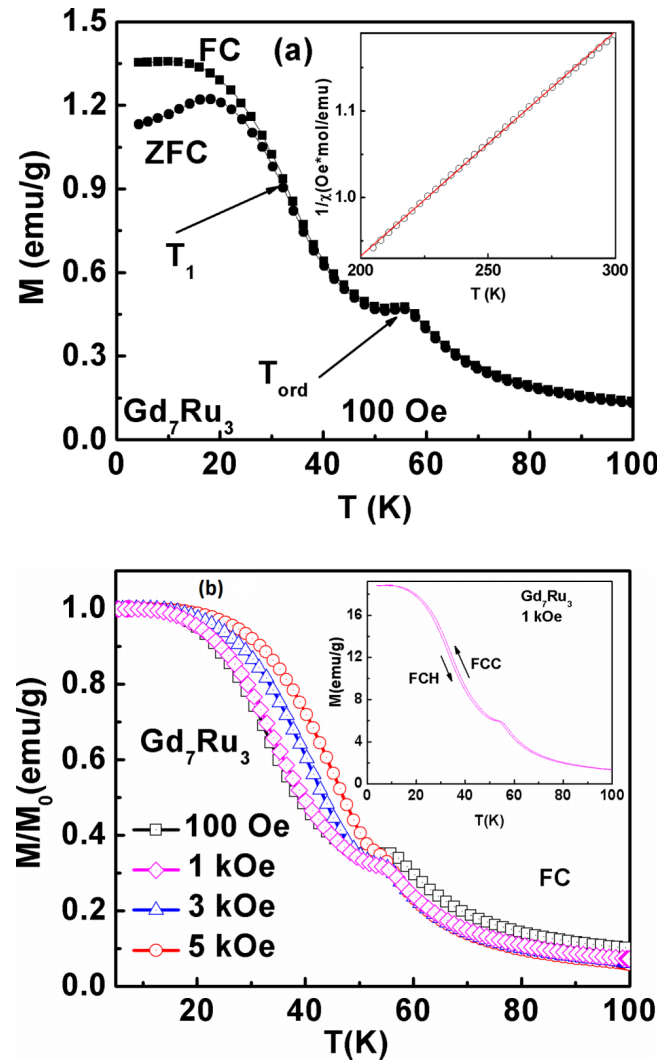 (a)
FC
ZFC
T1
Tord
Gd7Ru3
100 Oe
M (emu/g)
1.5
1.2
0.9
0.6
0.3
0.0
0 20 40 60 80 100
T (K)
1/χ(Oe*mol/emu)
1.1
1.0
200 250 300
T (K)
(b)
Gd7Ru3
100 Oe
1 kOe
3 kOe
5 kOe
FC
M/M0(emu/g)
1.0
0.8
0.6
0.4
0.2
0.0
20 40 60 80 100
T(K)
Gd7Ru3
1 kOe
FCH
FCC
M(emu/g)
18
12
6
0
0 20 40 60 80 100
T(K)